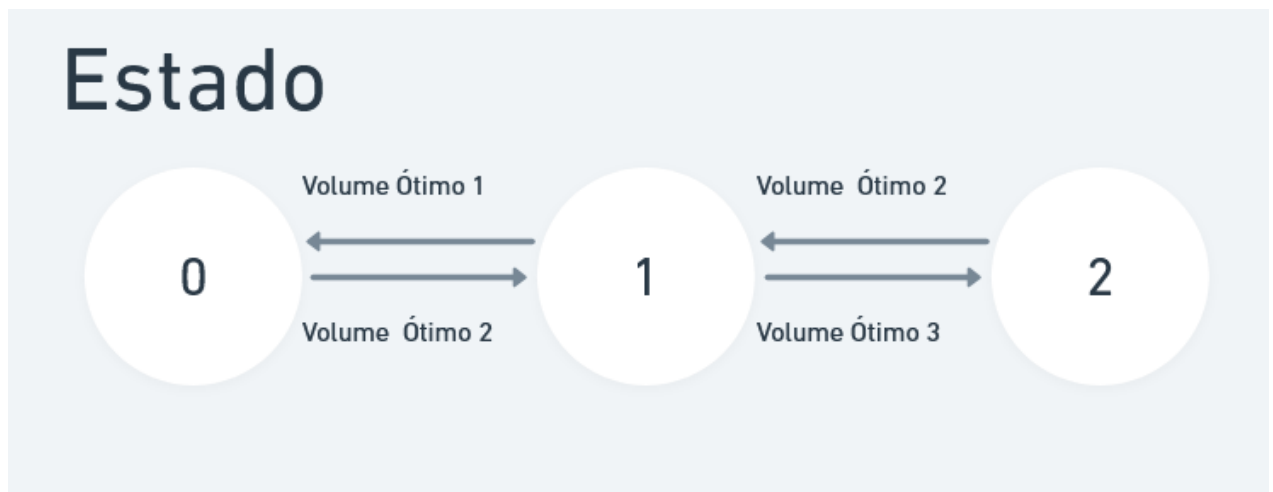 Estado
Volume Ótimo 1
Volume Ótimo 2
0
1
2
Volume Ótimo 2
Volume Ótimo 3